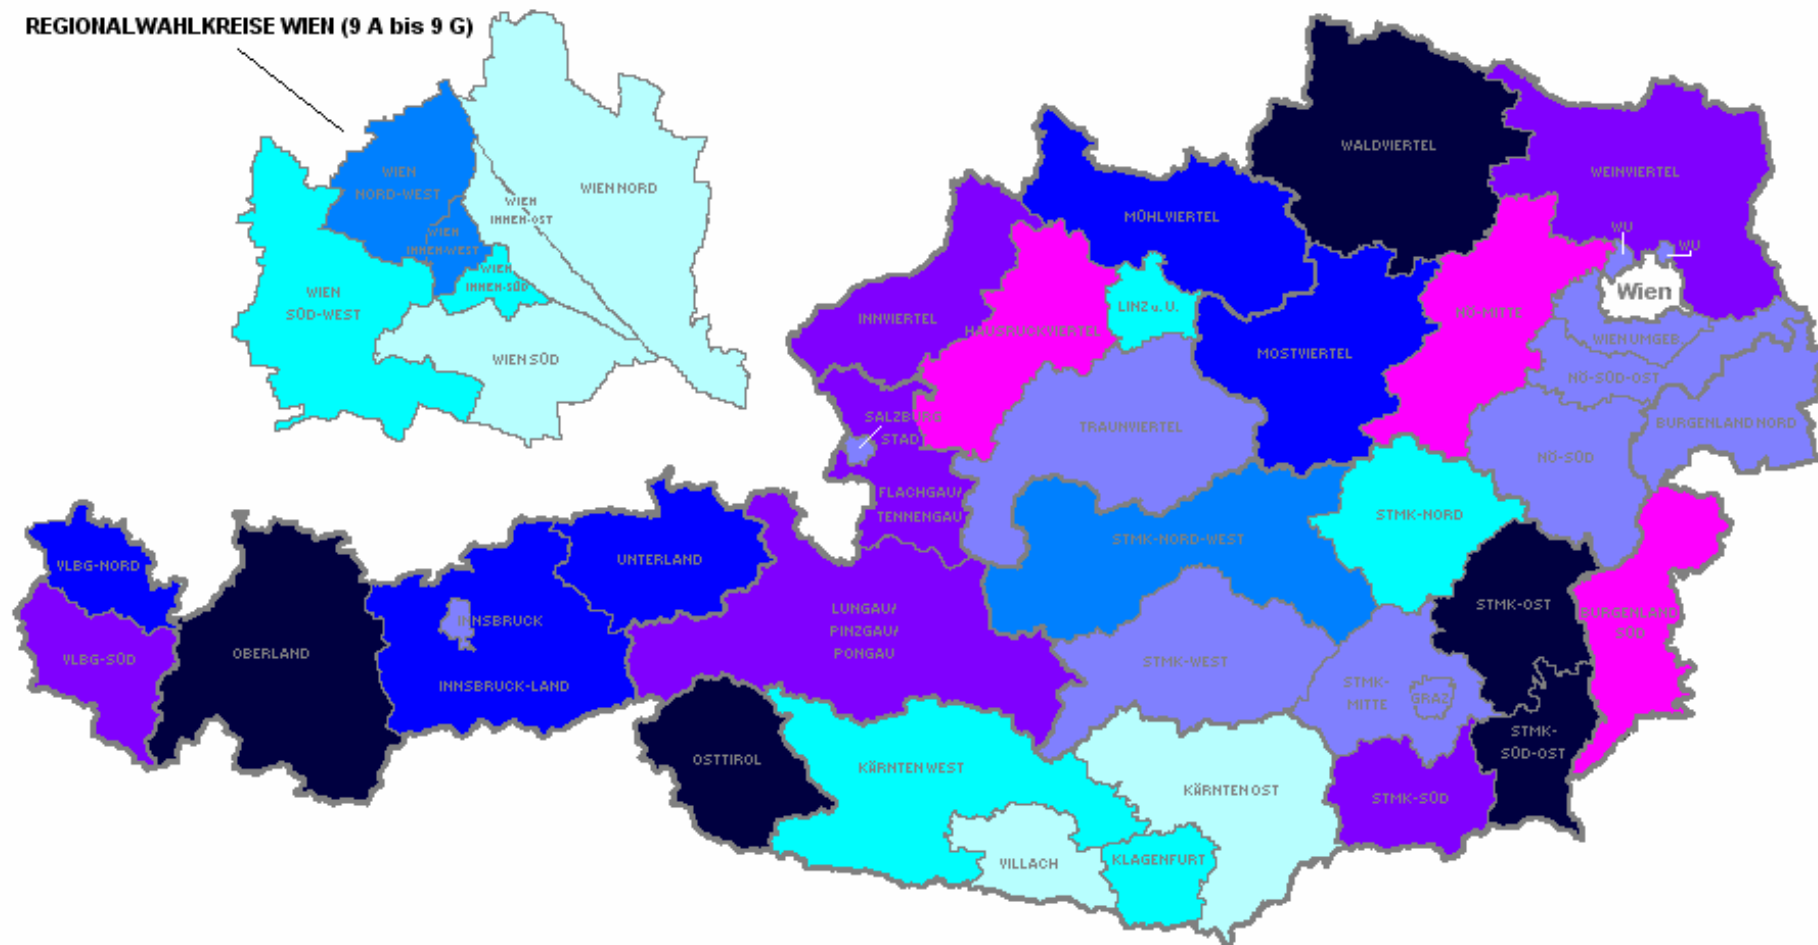 REGIONALWAHLKREISE WIEN (9 A bis 9 G)
WIEN
NORD-WEST
WIEN NORD
WIEN
INNEN-OST
WIEN
INNEN-WEST
WIEN
INNEN-SÜD
WIEN
SÜD-WEST
WIEN SÜD
WALDVIERTEL
WEINVIERTEL
MÜHLVIERTEL
WU
WU
Wien
INNVIERTEL
HAUSRUCKVIERTEL
LINZ u. U.
NÖ-MITTE
WIEN UMGEB.
MOSTVIERTEL
NÖ-SÜD-OST
SALZBURG
STADT
TRAUNVIERTEL
BURGENLAND NORD
NÖ-SÜD
FLACHGAU/
TENNENGAU
STMK-NORD
STMK-NORD-WEST
VLBG-NORD
UNTERLAND
STMK-OST
BURGENLAND
SÜD
LUNGAU/
PINZGAU/
PONGAU
INNSBRUCK
VLBG-SÜD
OBERLAND
STMK-WEST
INNSBRUCK-LAND
STMK-
MITTE
GRAZ
STMK-
SÜD-OST
OSTTIROL
KÄRNTEN WEST
KÄRNTEN OST
STMK-SÜD
VILLACH
KLAGENFURT